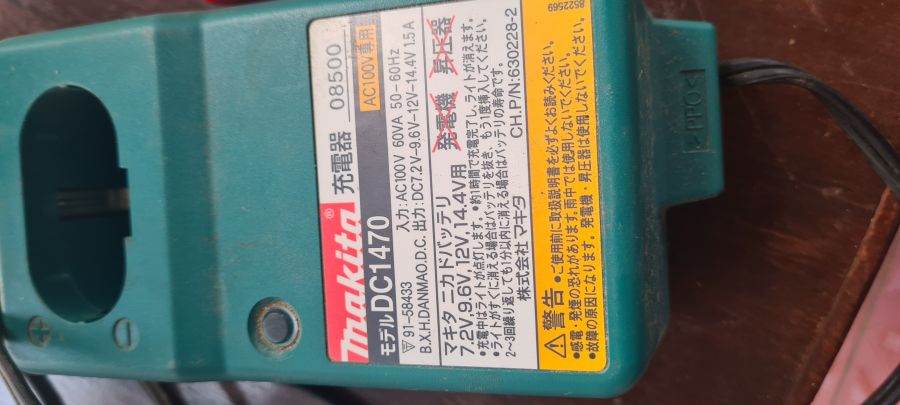 makita® 充電器 08500
モデル DC1470 AC100V専用
▽91-58433 入力:AC100V 60VA 50-60Hz
B.X.H.DANMAO.D.C. 出力:DC7.2V-9.6V-12V-14.4V 1.5A
マキタ ニカドバッテリ 発電機 昇圧器
7.2V,9.6V,12V,14.4V用
●充電中はライトが点灯します。●約1時間で充電完了し、ライトが消えます。
●ライトがすぐに消える場合はバッテリを抜き、もう1度挿入してください。
2~3回繰り返しても1分以内に消える場合はバッテリの寿命です。
株式会社 マキタ CH.P/N:630228-2
⚠警告 ●ご使用前に取扱説明書を必ずよくお読みください。
●感電・発煙の恐れがあります。雨中では使用しないでください。
●故障の原因になります。発電機・昇圧器は使用しないでください。
8522569
>PPO<
+ −